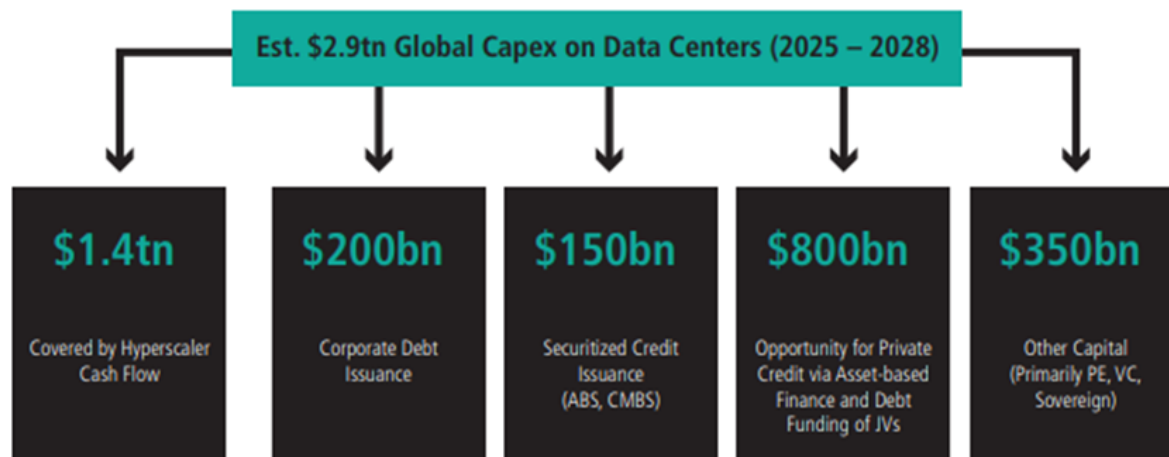 Est. $2.9tn Global Capex on Data Centers (2025 – 2028)
$1.4tn
Covered by Hyperscaler
Cash Flow
$200bn
Corporate Debt
Issuance
$150bn
Securitized Credit
Issuance
(ABS, CMBS)
$800bn
Opportunity for Private
Credit via Asset-based
Finance and Debt
Funding of JVs
$350bn
Other Capital
(Primarily PE, VC,
Sovereign)